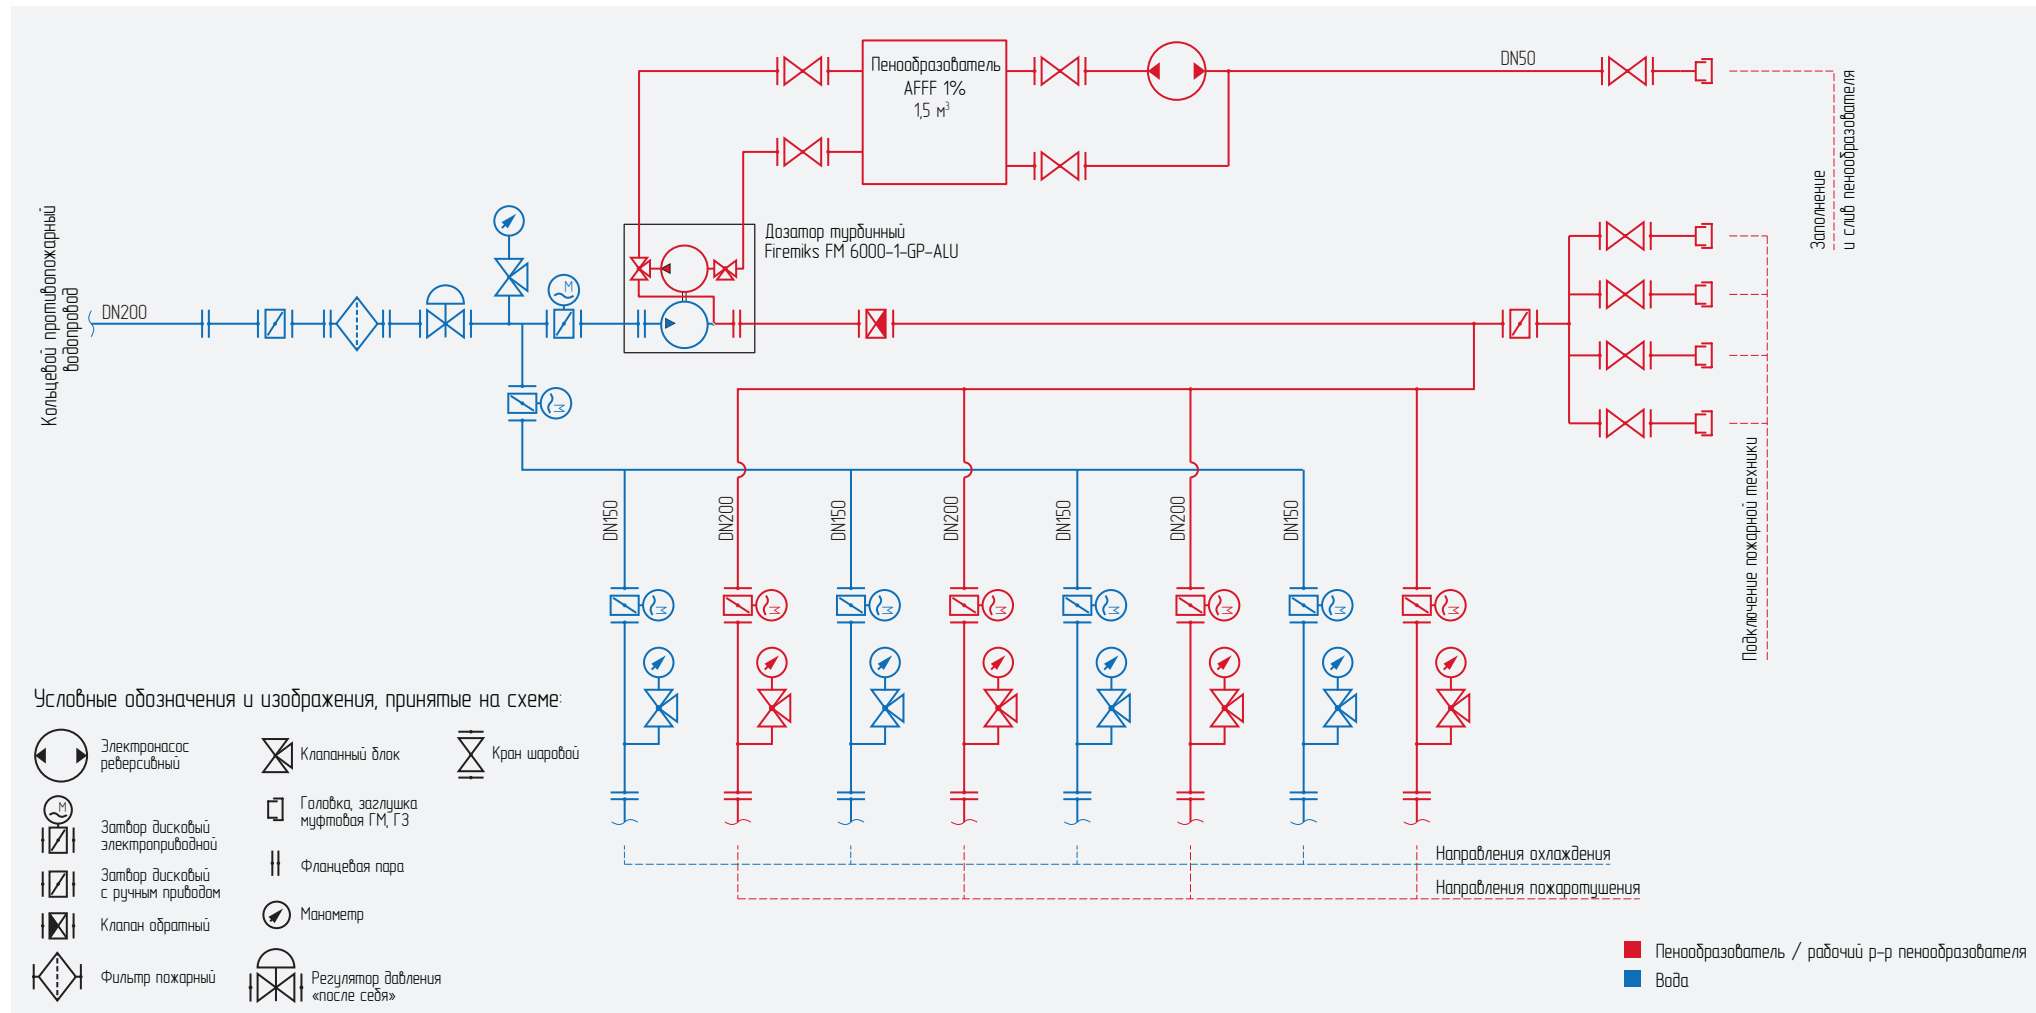 Пенообразователь
AFFF 1%
1,5 м³
DN50
Заполнение
и слив пенобразователя
Кольцевой противопожарный
водопровод
DN200
Дозатор турбинный
Firemiks FM 6000-1-GP-ALU
M
M
Подключение пожарной техники
DN150
DN200
DN150
DN200
DN150
DN200
DN150
M
M
M
M
M
M
M
M
Направления охлаждения
Направления пожаротушения
Условные обозначения и изображения, принятые на схеме:
Электронасос
реверсивный
M
Затвор дисковый
электроприводной
Затвор дисковый
с ручным приводом
Клапан обратный
Фильтр пожарный
Клапанный блок
Головка, заглушка
муфтовая ГМ, ГЗ
Фланцевая пара
Манометр
Регулятор давления
«после себя»
Кран шаровой
Пенообразователь / рабочий р-р пенообразователя
Вода